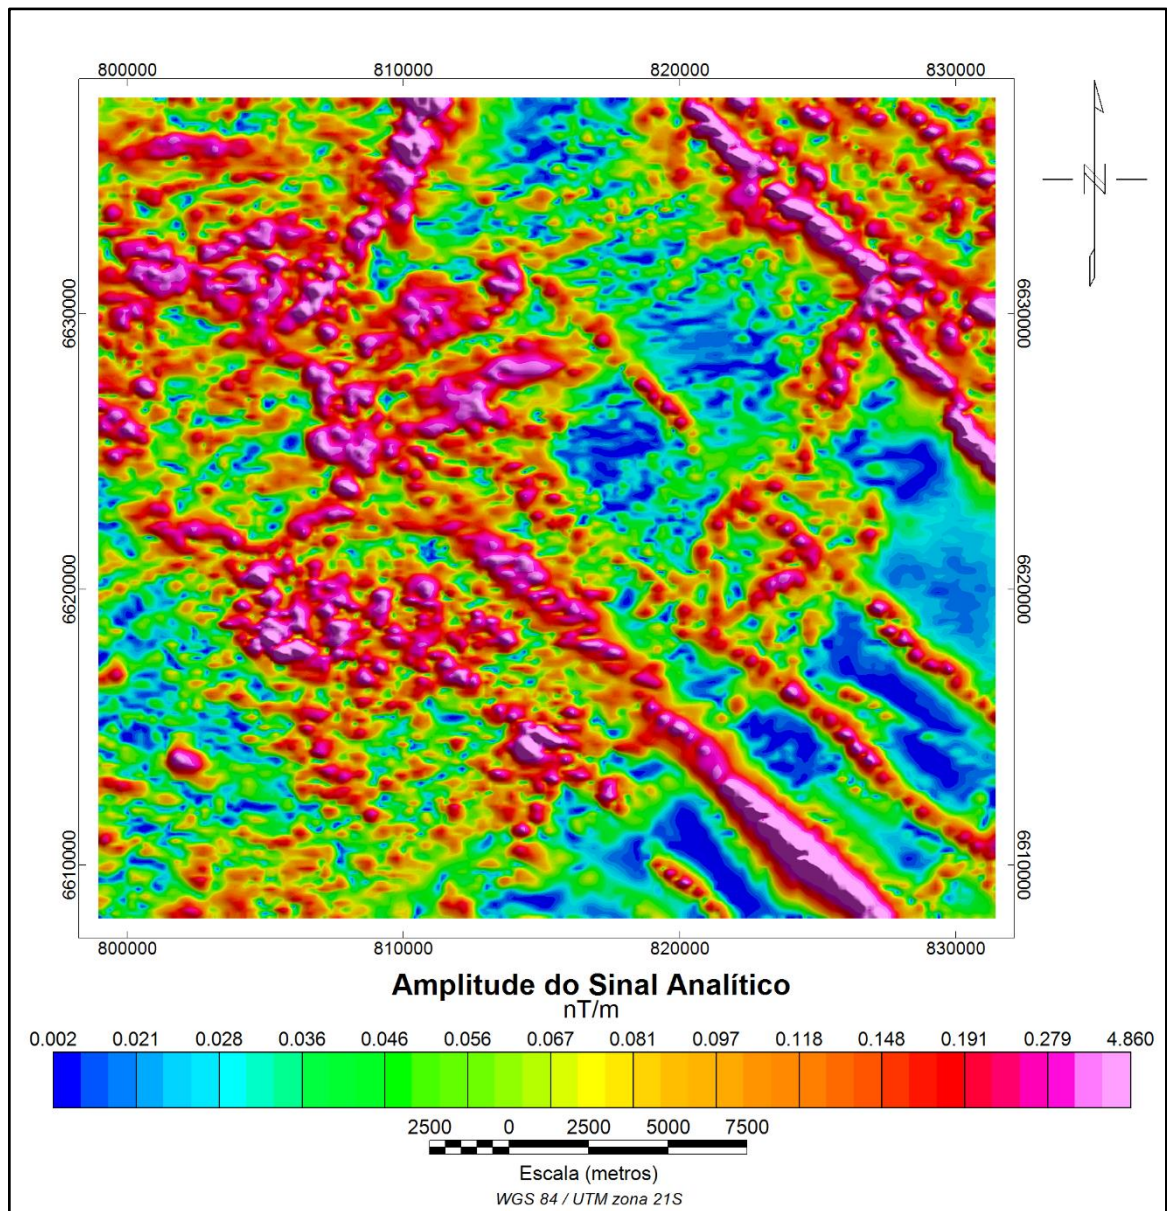 800000 810000 820000 830000
N
6630000 6630000
6620000 6620000
6610000 6610000
800000 810000 820000 830000
Amplitude do Sinal Analítico
nT/m
0.002 0.021 0.028 0.036 0.046 0.056 0.067 0.081 0.097 0.118 0.148 0.191 0.279 4.860
2500 0 2500 5000 7500
Escala (metros)
WGS 84 / UTM zona 21S